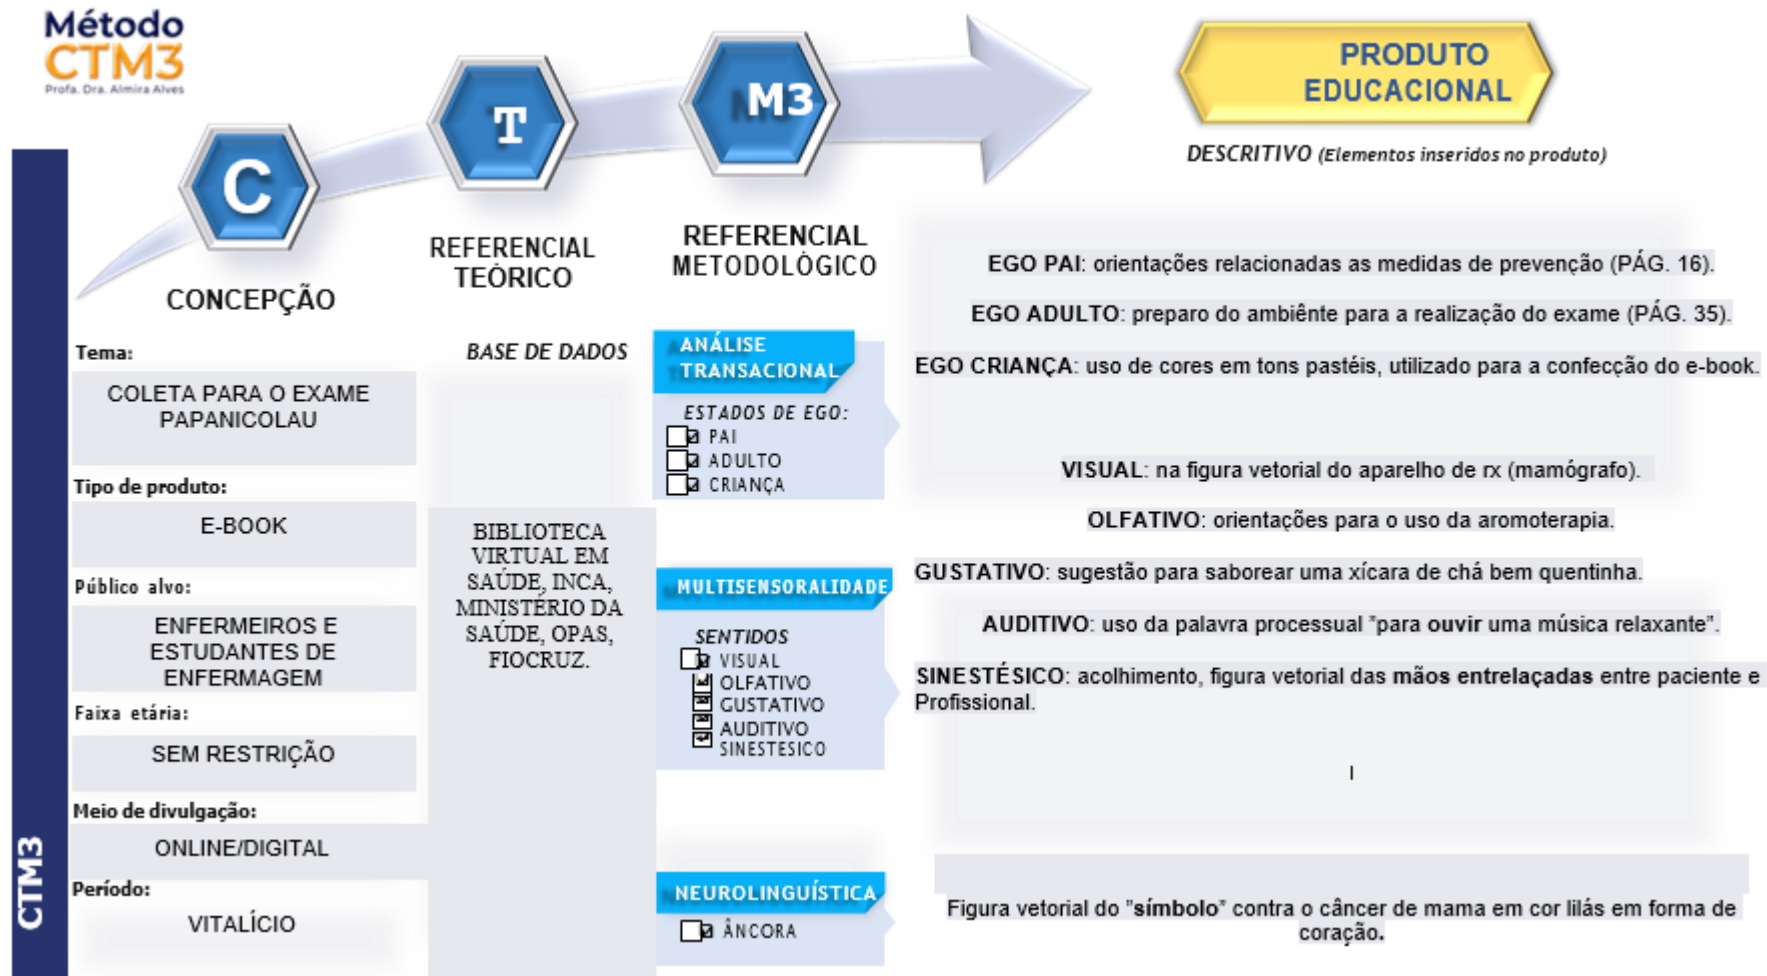 Método
CTM3
Profa. Dra. Almira Alves
C
T
M3
PRODUTO
EDUCACIONAL
DESCRITIVO (Elementos inseridos no produto)
CONCEPÇÃO
REFERENCIAL
TEÓRICO
REFERENCIAL
METODOLÓGICO
CTM3
Tema:
COLETA PARA O EXAME
PAPANICOLAU
Tipo de produto:
E-BOOK
Público alvo:
ENFERMEIROS E
ESTUDANTES DE
ENFERMAGEM
Faixa etária:
SEM RESTRIÇÃO
Meio de divulgação:
ONLINE/DIGITAL
Período:
VITALÍCIO
BASE DE DADOS
BIBLIOTECA
VIRTUAL EM
SAÚDE, INCA,
MINISTÉRIO DA
SAÚDE, OPAS,
FIOCRUZ.
ANÁLISE
TRANSACIONAL
ESTADOS DE EGO:
PAI
ADULTO
CRIANÇA
MULTISENSORALIDADE
SENTIDOS
VISUAL
OLFATIVO
GUSTATIVO
AUDITIVO
SINESTESICO
NEUROLINGUÍSTICA
ÂNCORA
EGO PAI: orientações relacionadas as medidas de prevenção (PÁG. 16).
EGO ADULTO: preparo do ambiênte para a realização do exame (PÁG. 35).
EGO CRIANÇA: uso de cores em tons pastéis, utilizado para a confecção do e-book.
VISUAL: na figura vetorial do aparelho de rx (mamógrafo).
OLFATIVO: orientações para o uso da aromoterapia.
GUSTATIVO: sugestão para saborear uma xícara de chá bem quentinha.
AUDITIVO: uso da palavra processual "para ouvir uma música relaxante".
SINESTÉSICO: acolhimento, figura vetorial das mãos entrelaçadas entre paciente e
Profissional.
I
Figura vetorial do "símbolo" contra o câncer de mama em cor lilás em forma de
coração.